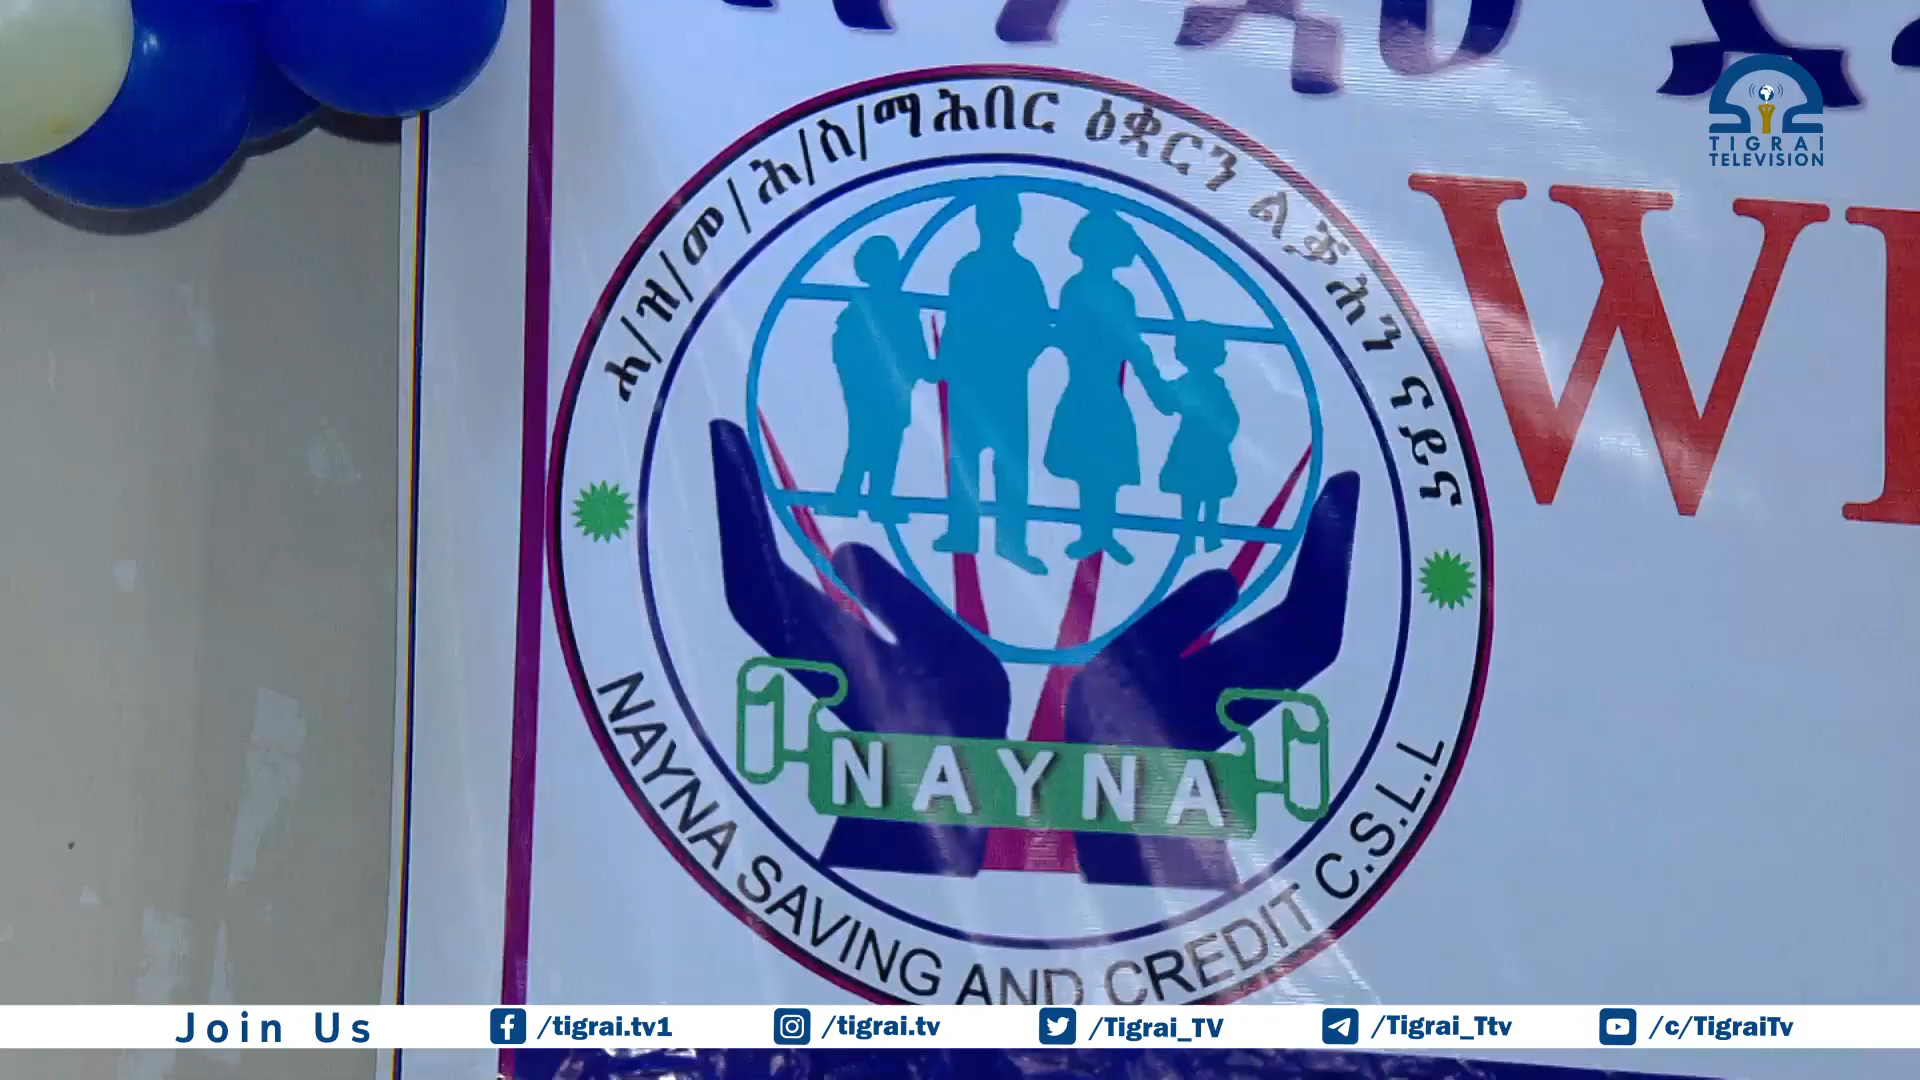 TIGRAI
TELEVISION
ሓ/ዝ/መ/ሕ/ስ/ማሕበር ዕቋርን ልቓሕን ናይና
NAYNA
NAYNA SAVING AND CREDIT C.S.L.L
Join Us
/tigrai.tv1
/tigrai.tv
/Tigrai_TV
/Tigrai_Ttv
/c/TigraiTv